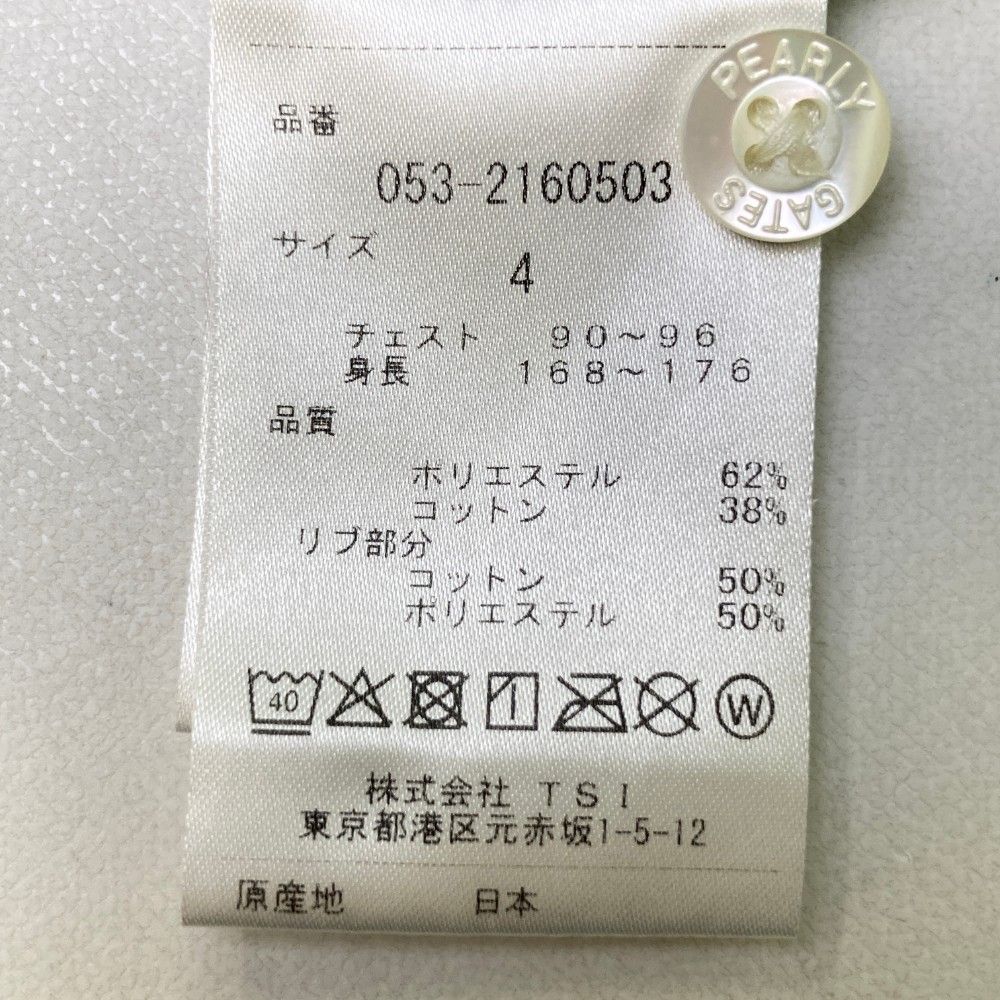 PEARLY
GATES
品番
053-2160503
サイズ
4
チェスト 90～96
身長 168～176
品質
ポリエステル 62%
コットン 38%
リブ部分
コットン 50%
ポリエステル 50%
40
W
株式会社 TSI
東京都港区元赤坂1-5-12
原産地 日本